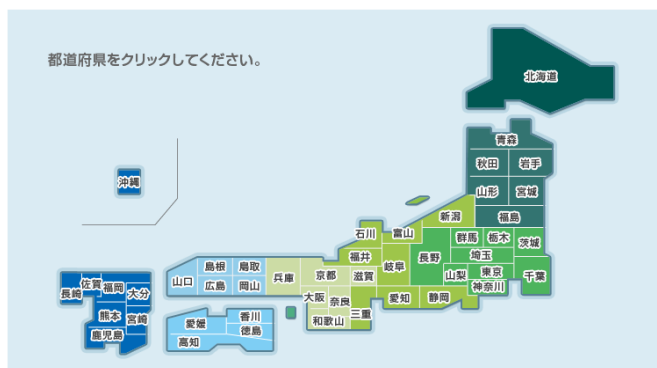 都道府県をクリックしてください。
北海道
青森
秋田
岩手
山形
宮城
福島
沖縄
新潟
石川
富山
福井
岐阜
長野
群馬
栃木
茨城
埼玉
山梨
東京
千葉
神奈川
愛知
静岡
島根
鳥取
兵庫
京都
滋賀
山口
広島
岡山
大阪
奈良
三重
和歌山
長崎
佐賀
福岡
大分
熊本
宮崎
鹿児島
愛媛
香川
徳島
高知